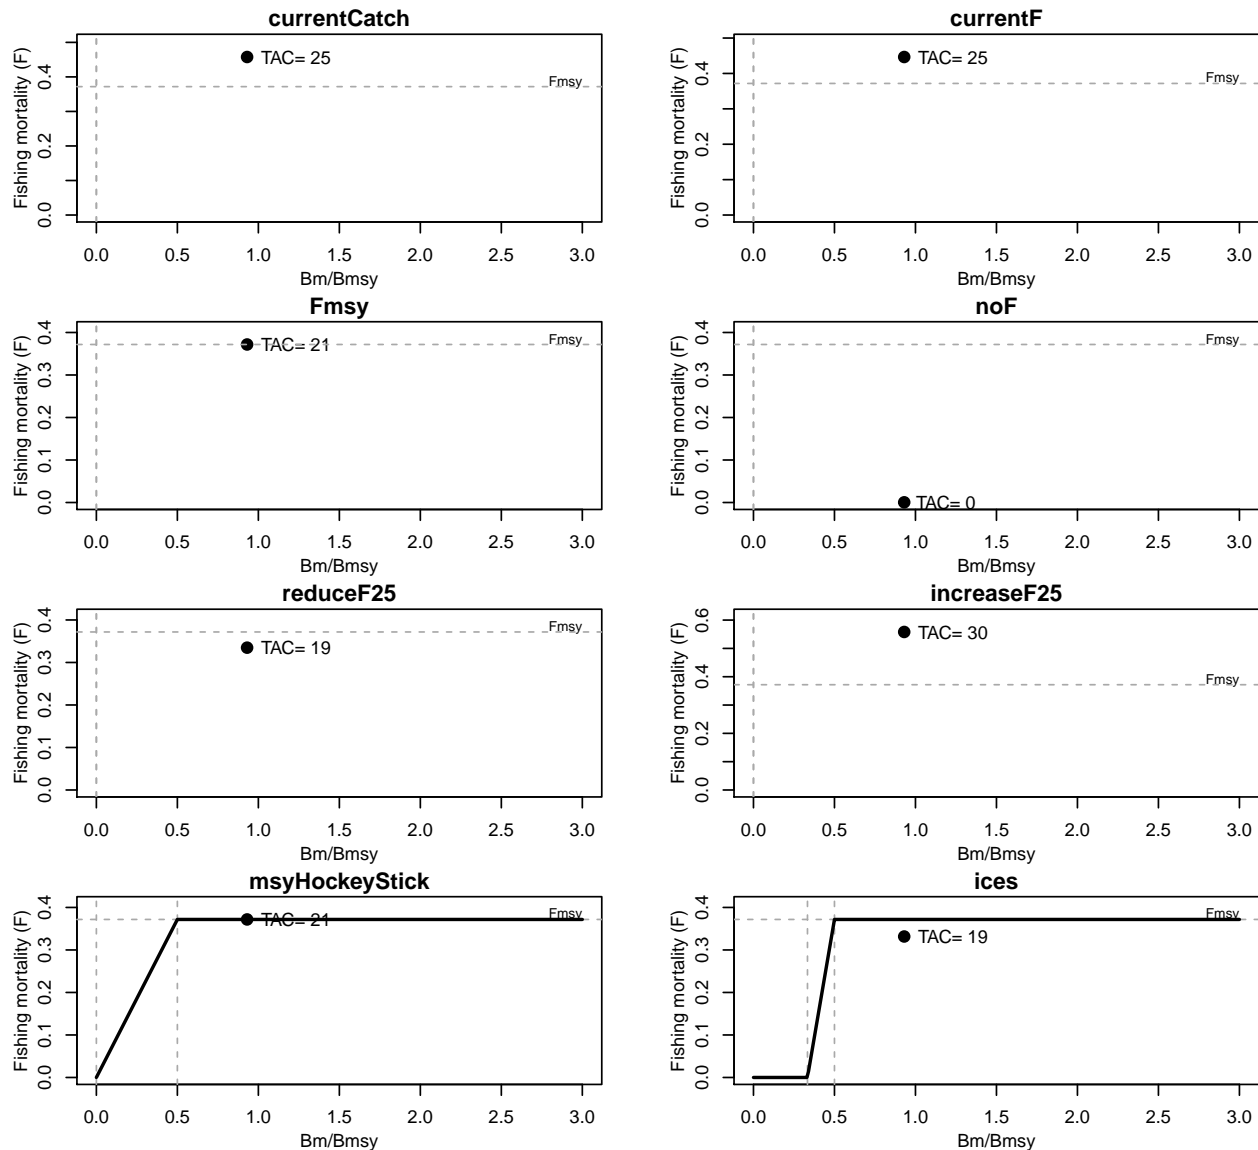 currentCatch
Fishing mortality (F)
0.0 0.2 0.4
TAC= 25
Fmsy
0.0 0.5 1.0 1.5 2.0 2.5 3.0
Bm/Bmsy
currentF
Fishing mortality (F)
0.0 0.2 0.4
TAC= 25
Fmsy
0.0 0.5 1.0 1.5 2.0 2.5 3.0
Bm/Bmsy
Fmsy
Fishing mortality (F)
0.0 0.1 0.2 0.3 0.4
TAC= 21
Fmsy
0.0 0.5 1.0 1.5 2.0 2.5 3.0
Bm/Bmsy
noF
Fishing mortality (F)
0.0 0.1 0.2 0.3 0.4
Fmsy
TAC= 0
0.0 0.5 1.0 1.5 2.0 2.5 3.0
Bm/Bmsy
reduceF25
Fishing mortality (F)
0.0 0.1 0.2 0.3 0.4
Fmsy
TAC= 19
0.0 0.5 1.0 1.5 2.0 2.5 3.0
Bm/Bmsy
increaseF25
Fishing mortality (F)
0.0 0.2 0.4 0.6
TAC= 30
Fmsy
0.0 0.5 1.0 1.5 2.0 2.5 3.0
Bm/Bmsy
msyHockeyStick
Fishing mortality (F)
0.0 0.1 0.2 0.3 0.4
TAC= 21
Fmsy
0.0 0.5 1.0 1.5 2.0 2.5 3.0
Bm/Bmsy
ices
Fishing mortality (F)
0.0 0.1 0.2 0.3 0.4
Fmsy
TAC= 19
0.0 0.5 1.0 1.5 2.0 2.5 3.0
Bm/Bmsy